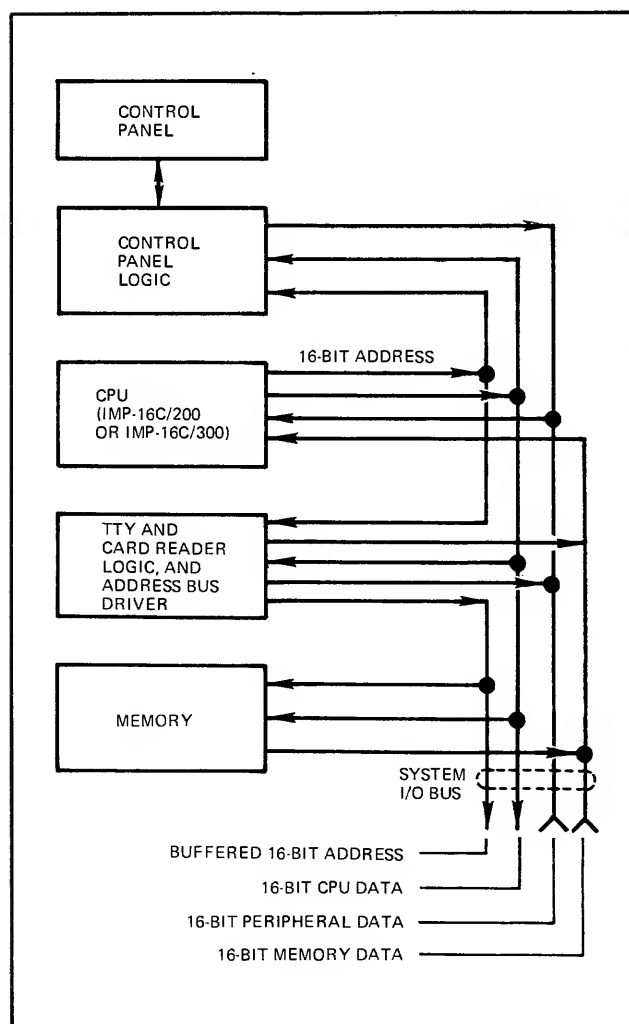 CONTROL
PANEL
CONTROL
PANEL
LOGIC
16-BIT ADDRESS
CPU
(IMP-16C/200
OR IMP-16C/300)
TTY AND
CARD READER
LOGIC, AND
ADDRESS BUS
DRIVER
MEMORY
SYSTEM
I/O BUS
BUFFERED 16-BIT ADDRESS
16-BIT CPU DATA
16-BIT PERIPHERAL DATA
16-BIT MEMORY DATA